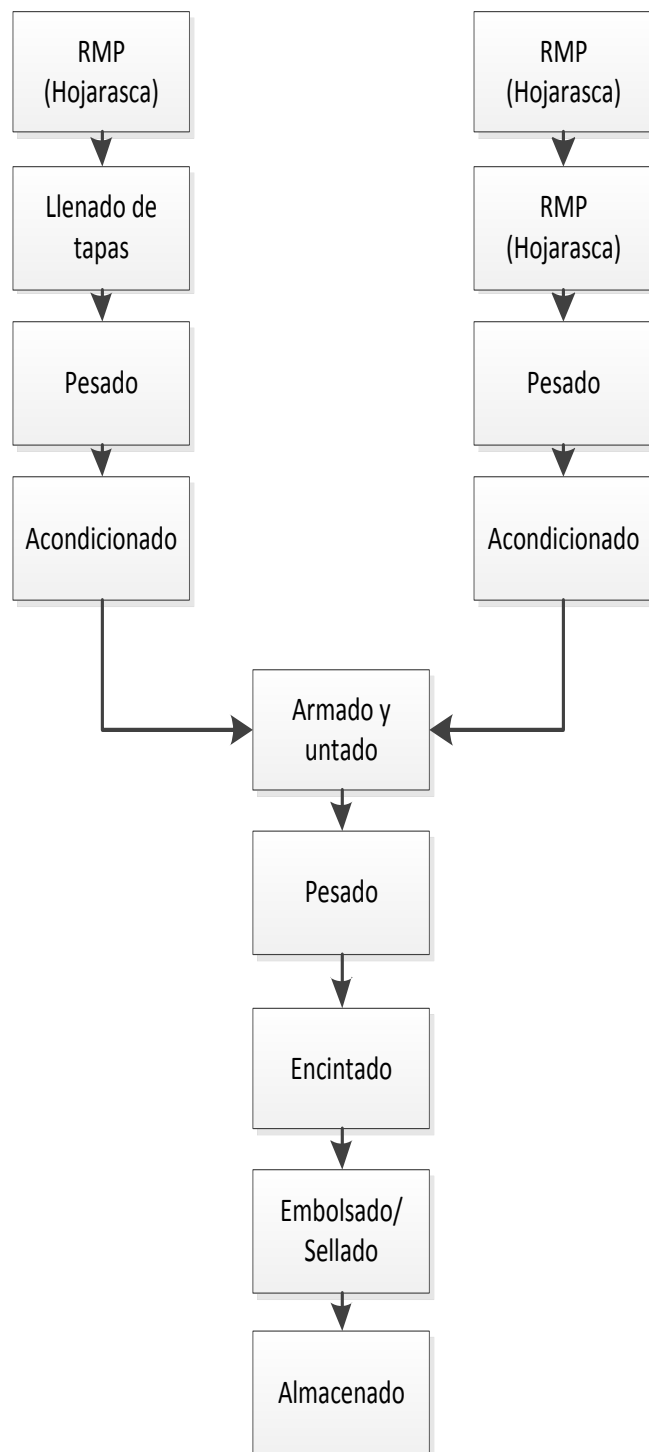 RMP
(Hojarasca)
Llenado de
tapas
Pesado
Acondicionado
RMP
(Hojarasca)
RMP
(Hojarasca)
Pesado
Acondicionado
Armado y
untado
Pesado
Encintado
Embolsado/
Sellado
Almacenado